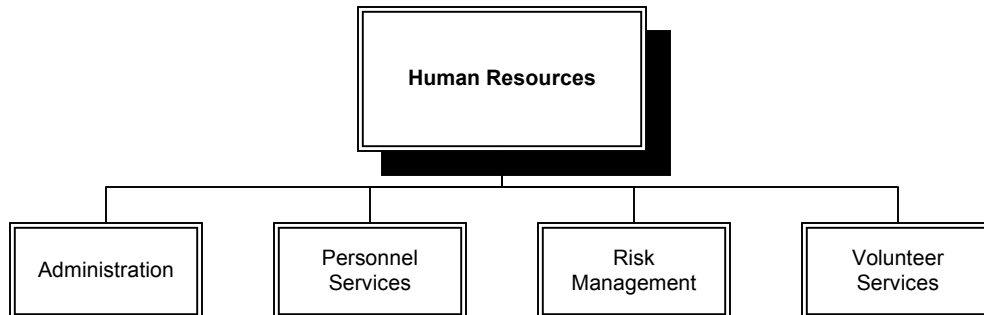 Human Resources
Administration
Personnel
Services
Risk
Management
Volunteer
Services